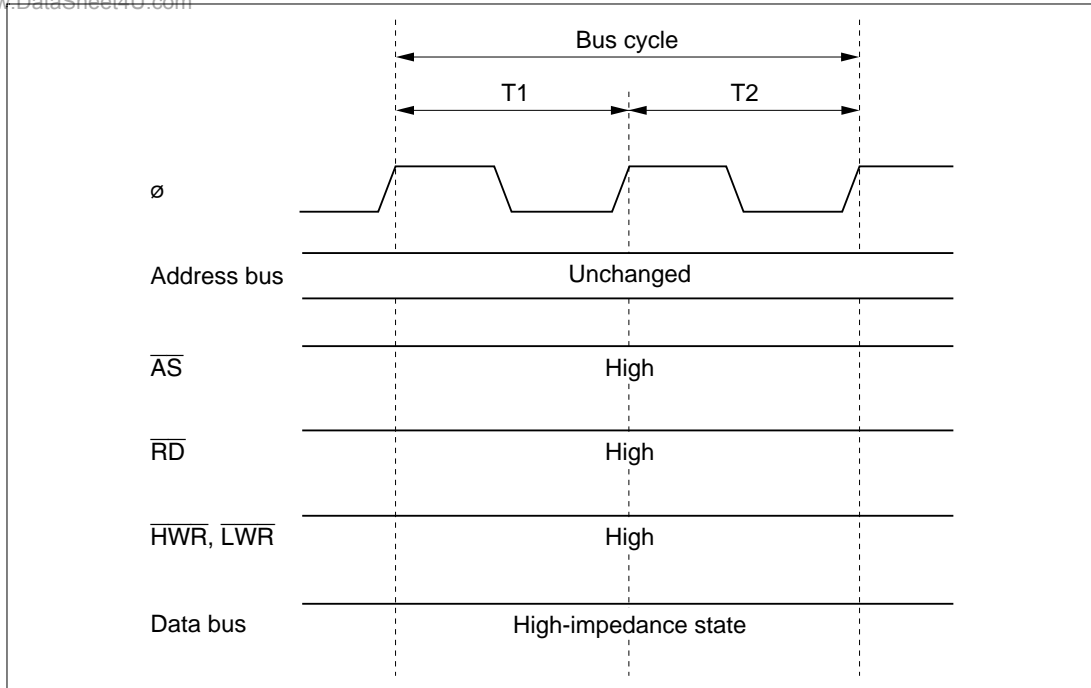 w.DataSheet4U.com
Bus cycle
T1 T2
ø
Address bus Unchanged
AS High
RD High
HWR, LWR High
Data bus High-impedance state